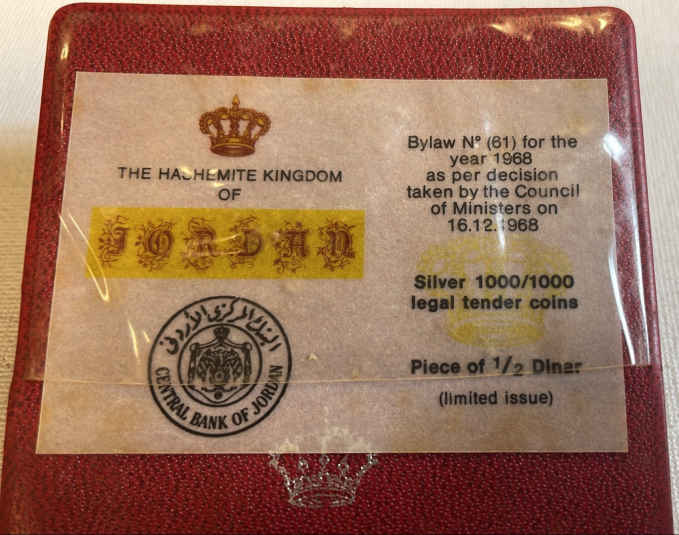 THE HASHEMITE KINGDOM
OF
JORDAN
البنك المركزي الأردني
CENTRAL BANK OF JORDAN
Bylaw Nº (61) for the
year 1968
as per decision
taken by the Council
of Ministers on
16.12.1968
Silver 1000/1000
legal tender coins
Piece of 1/2 Dinar
(limited issue)